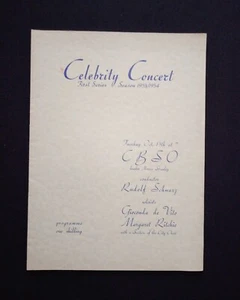 Celebrity Concert
First Series Season 1953/1954
Tuesday
CBSO
conductor
Rudolf Schwarz
soloists
Gioconda de Vito
Margaret Ritchie
programme
one shilling